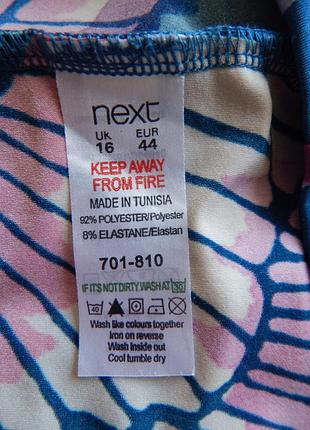 next
UK EUR
16 44
KEEP AWAY
FROM FIRE
MADE IN TUNISIA
92% POLYESTER/Polyester
8% ELASTANE/Elastan
701-810
IF IT'S NOT DIRTY WASH AT 30
40
Wash like colours together
Iron on reverse
Wash inside out
Cool tumble dry